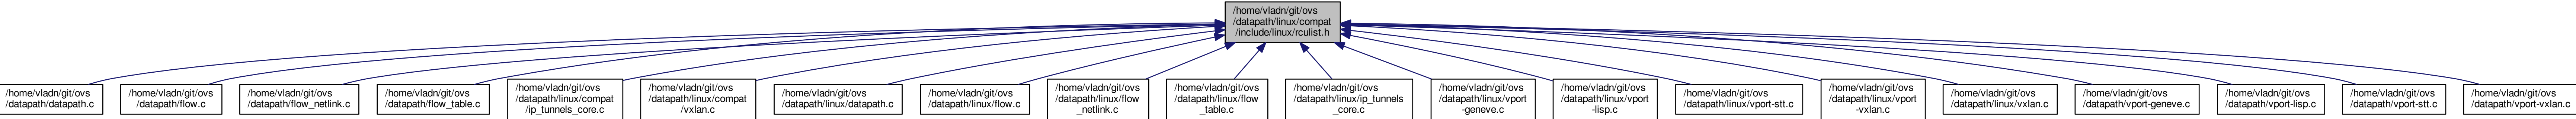 /home/vladn/git/ovs
/datapath/linux/compat
/include/linux/rculist.h
/home/vladn/git/ovs
/datapath/datapath.c
/home/vladn/git/ovs
/datapath/flow.c
/home/vladn/git/ovs
/datapath/flow_netlink.c
/home/vladn/git/ovs
/datapath/flow_table.c
/home/vladn/git/ovs
/datapath/linux/compat
/ip_tunnels_core.c
/home/vladn/git/ovs
/datapath/linux/compat
/vxlan.c
/home/vladn/git/ovs
/datapath/linux/datapath.c
/home/vladn/git/ovs
/datapath/linux/flow.c
/home/vladn/git/ovs
/datapath/linux/flow
_netlink.c
/home/vladn/git/ovs
/datapath/linux/flow
_table.c
/home/vladn/git/ovs
/datapath/linux/ip_tunnels
_core.c
/home/vladn/git/ovs
/datapath/linux/vport
-geneve.c
/home/vladn/git/ovs
/datapath/linux/vport
-lisp.c
/home/vladn/git/ovs
/datapath/linux/vport-stt.c
/home/vladn/git/ovs
/datapath/linux/vport
-vxlan.c
/home/vladn/git/ovs
/datapath/linux/vxlan.c
/home/vladn/git/ovs
/datapath/vport-geneve.c
/home/vladn/git/ovs
/datapath/vport-lisp.c
/home/vladn/git/ovs
/datapath/vport-stt.c
/home/vladn/git/ovs
/datapath/vport-vxlan.c